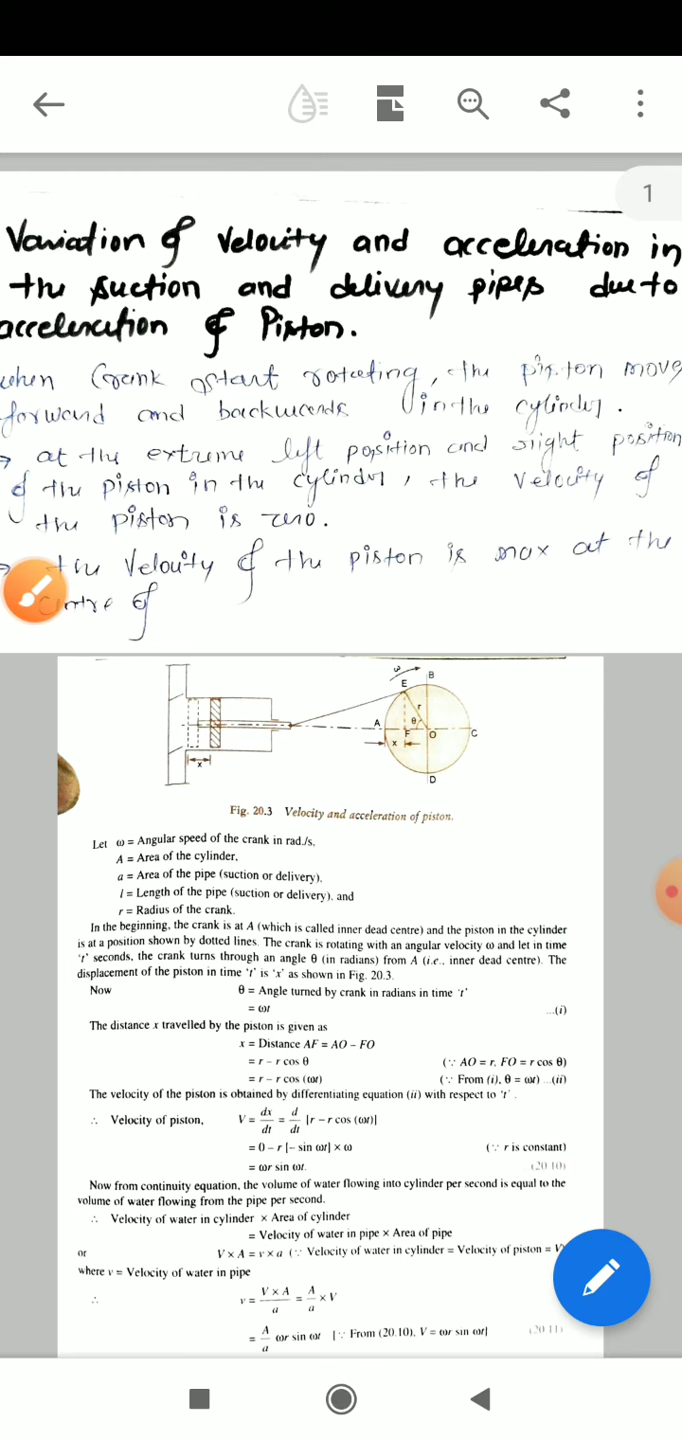 1
Variation of Velocity and acceleration in
the suction and delivery pipes due to
acceleration of Piston.
when Crank start rotating, the piston move
forward and backwards in the cylinder.
→ at the extreme left position and right position
of the piston in the cylinder, the velocity of
the piston is zero.
the Velocity of the piston is max at the
centre of
ω
E
B
r
θ
A
F
O
C
x
x
D
Fig. 20.3 Velocity and acceleration of piston.
Let ω = Angular speed of the crank in rad./s,
A = Area of the cylinder,
a = Area of the pipe (suction or delivery),
l = Length of the pipe (suction or delivery), and
r = Radius of the crank.
In the beginning, the crank is at A (which is called inner dead centre) and the piston in the cylinder
is at a position shown by dotted lines. The crank is rotating with an angular velocity ω and let in time
't' seconds, the crank turns through an angle θ (in radians) from A (i.e., inner dead centre). The
displacement of the piston in time 't' is 'x' as shown in Fig. 20.3.
Now θ = Angle turned by crank in radians in time 't'
= ωt ...(i)
The distance x travelled by the piston is given as
x = Distance AF = AO – FO
= r – r cos θ (∵ AO = r, FO = r cos θ)
= r – r cos (ωt) (∵ From (i), θ = ωt) ...(ii)
The velocity of the piston is obtained by differentiating equation (ii) with respect to 't'.
∴ Velocity of piston, V = dx/dt = d/dt [r – r cos (ωt)]
= 0 – r [– sin ωt] × ω (∵ r is constant)
= ωr sin ωt. (20.10)
Now from continuity equation, the volume of water flowing into cylinder per second is equal to the
volume of water flowing from the pipe per second.
∴ Velocity of water in cylinder × Area of cylinder
= Velocity of water in pipe × Area of pipe
or V × A = v × a (∵ Velocity of water in cylinder = Velocity of piston = V
where v = Velocity of water in pipe
∴ v = V × A/a = A/a × V
= A/a ωr sin ωt [∵ From (20.10), V = ωr sin ωt] (20.11)